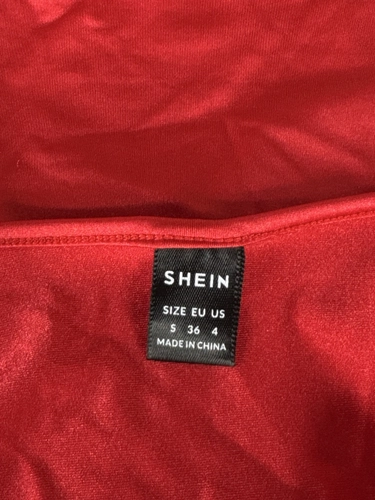 SHEIN
SIZE EU US
S 36 4
MADE IN CHINA